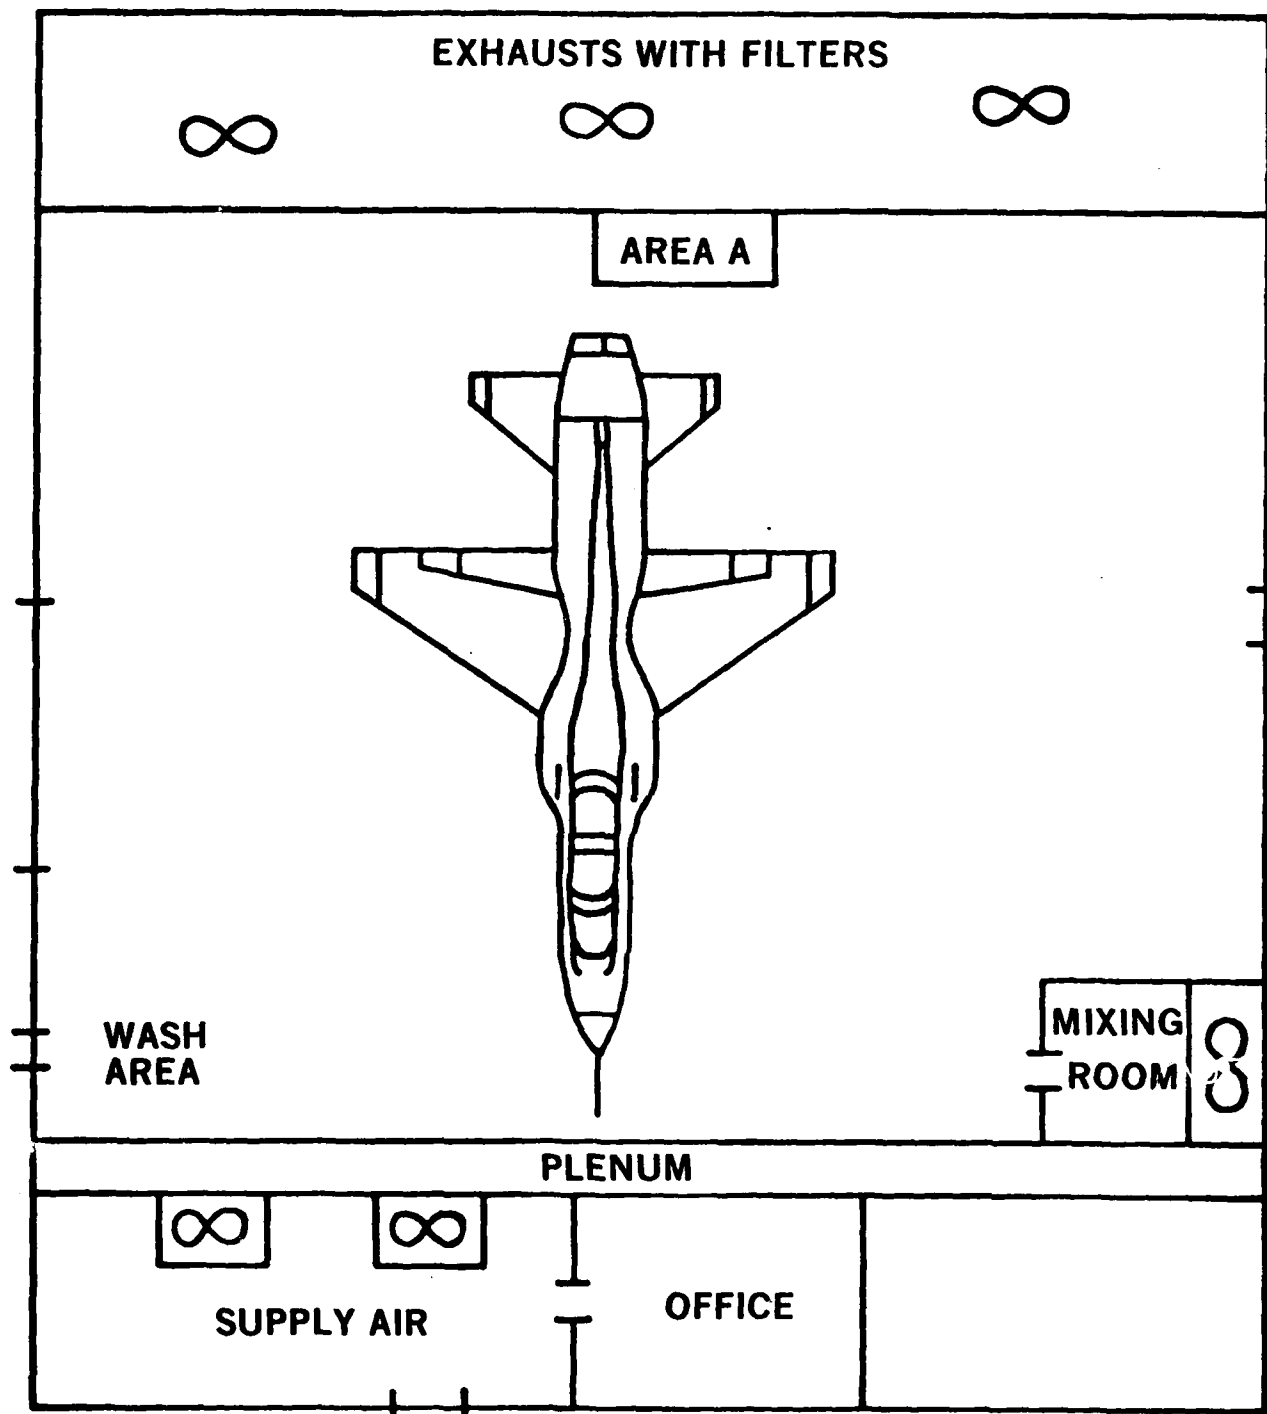 EXHAUSTS WITH FILTERS
AREA A
WASH
AREA
MIXING
ROOM
PLENUM
SUPPLY AIR
OFFICE